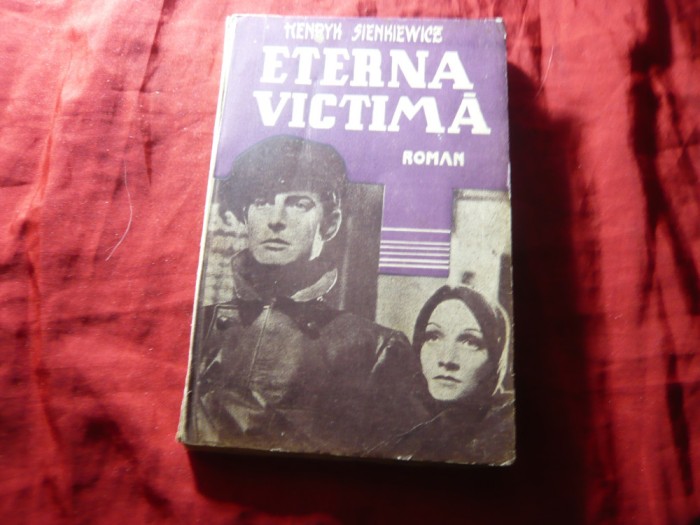 HENRYK SIENKIEWICZ
ETERNA
VICTIMĂ
ROMAN